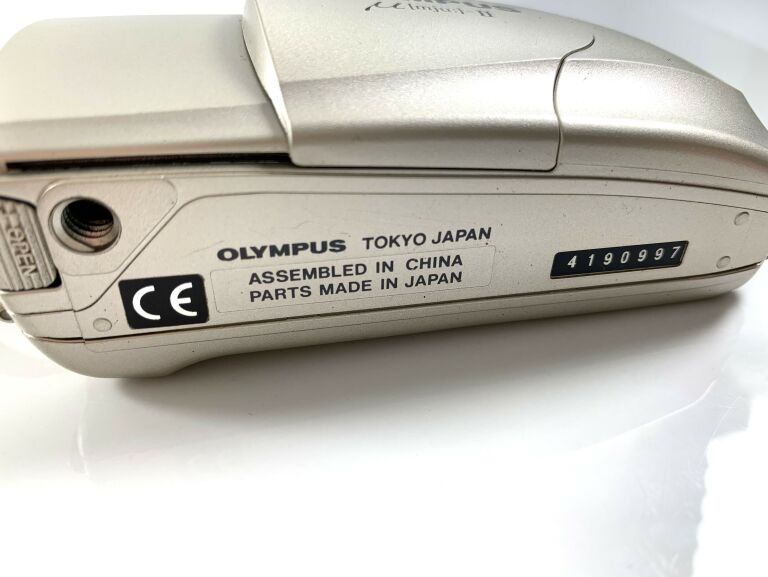 OPEN
OLYMPUS TOKYO JAPAN
ASSEMBLED IN CHINA
PARTS MADE IN JAPAN
CE
4190997